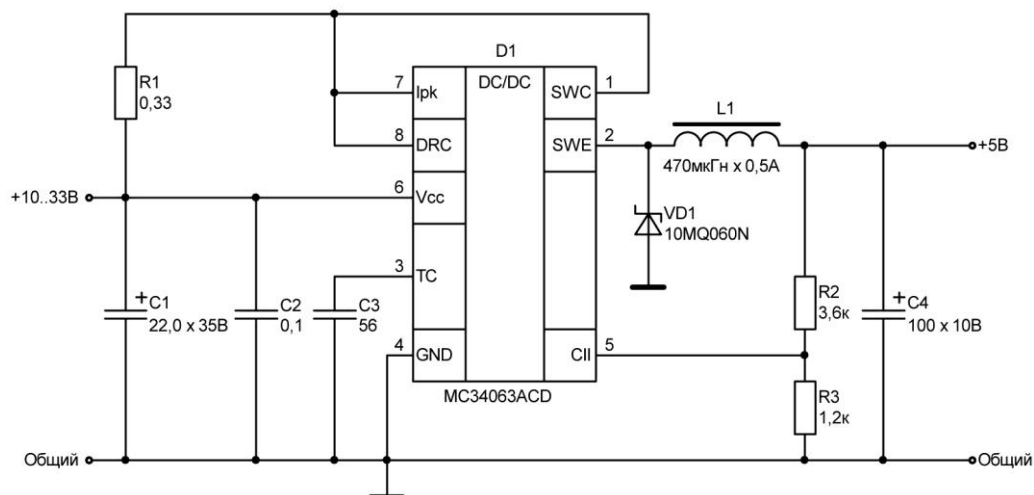 D1
R1
0,33
7
Ipk
DC/DC
SWC
1
8
DRC
SWE
2
L1
470мкГн х 0,5А
+5В
+10..33В
6
Vcc
VD1
10MQ060N
3
TC
+
C1
22,0 х 35В
C2
0,1
C3
56
R2
3,6к
+
C4
100 х 10В
4
GND
CII
5
MC34063ACD
R3
1,2к
Общий
Общий